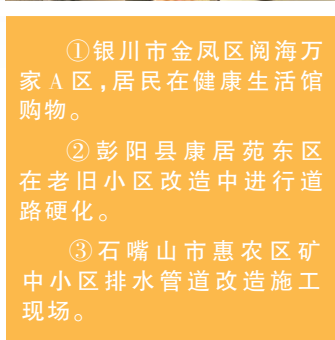 ①银川市金凤区阅海万
家A区,居民在健康生活馆
购物。
②彭阳县康居苑东区
在老旧小区改造中进行道
路硬化。
③石嘴山市惠农区矿
中小区排水管道改造施工
现场。